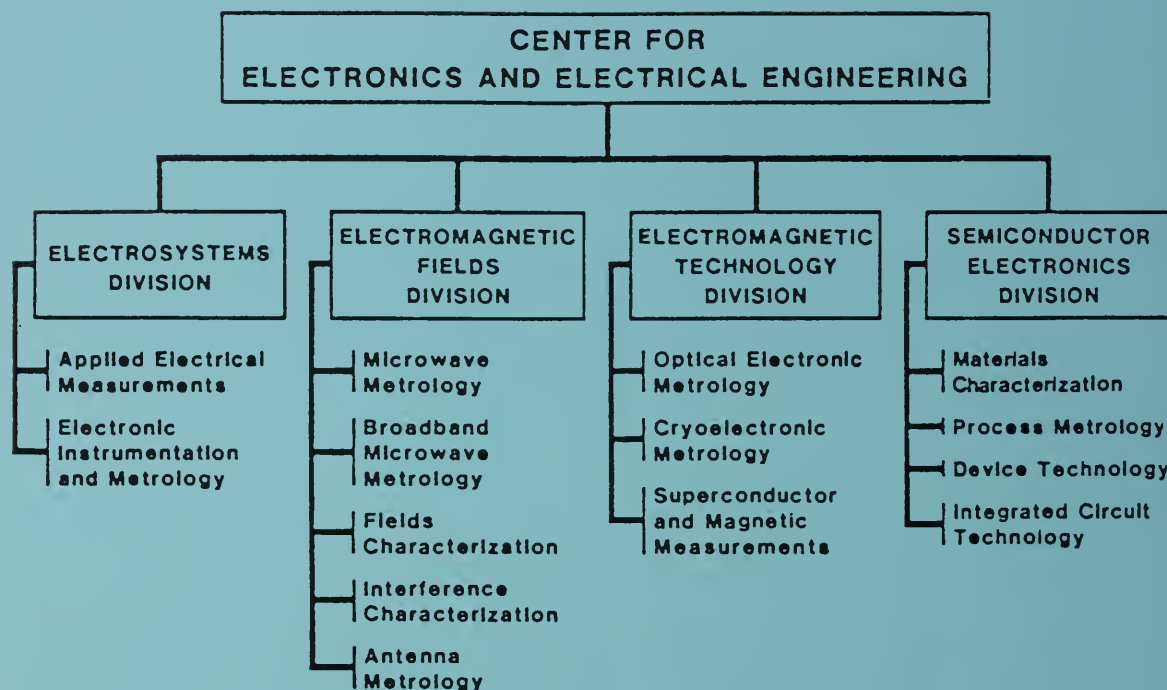 CENTER FOR
ELECTRONICS AND ELECTRICAL ENGINEERING
ELECTROSYSTEMS
DIVISION
Applied Electrical
Measurements
Electronic
Instrumentation
and Metrology
ELECTROMAGNETIC
FIELDS
DIVISION
Microwave
Metrology
Broadband
Microwave
Metrology
Fields
Characterization
Interference
Characterization
Antenna
Metrology
ELECTROMAGNETIC
TECHNOLOGY
DIVISION
Optical Electronic
Metrology
Cryoelectronic
Metrology
Superconductor
and Magnetic
Measurements
SEMICONDUCTOR
ELECTRONICS
DIVISION
Materials
Characterization
Process Metrology
Device Technology
Integrated Circuit
Technology